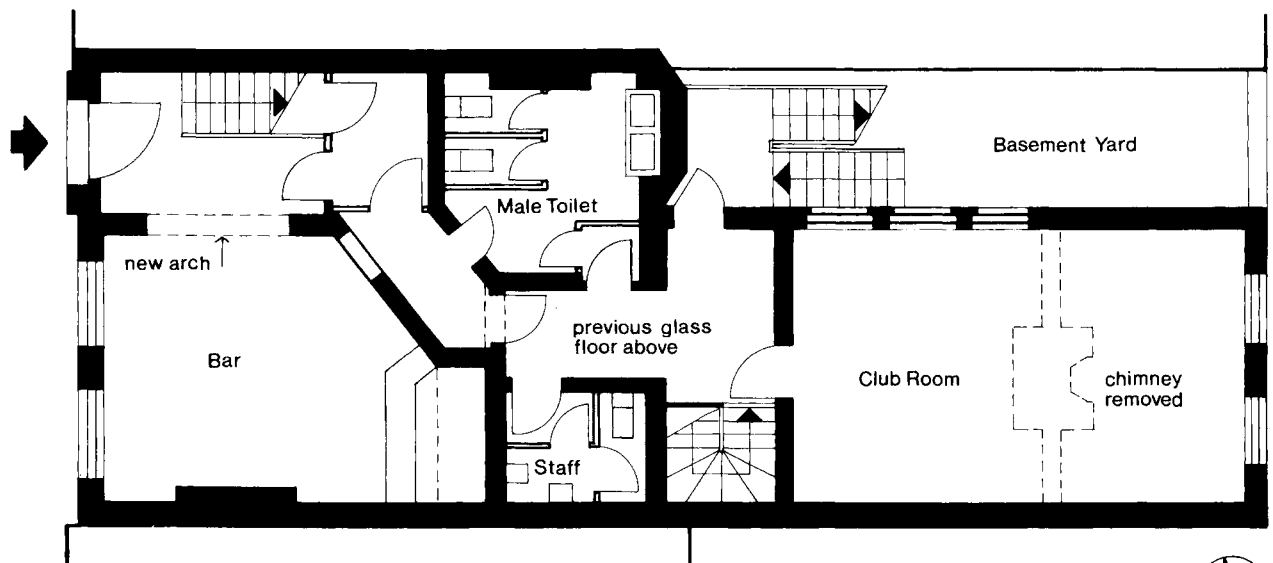 Basement Yard
Male Toilet
new arch
previous glass
floor above
Bar
Club Room
chimney
removed
Staff